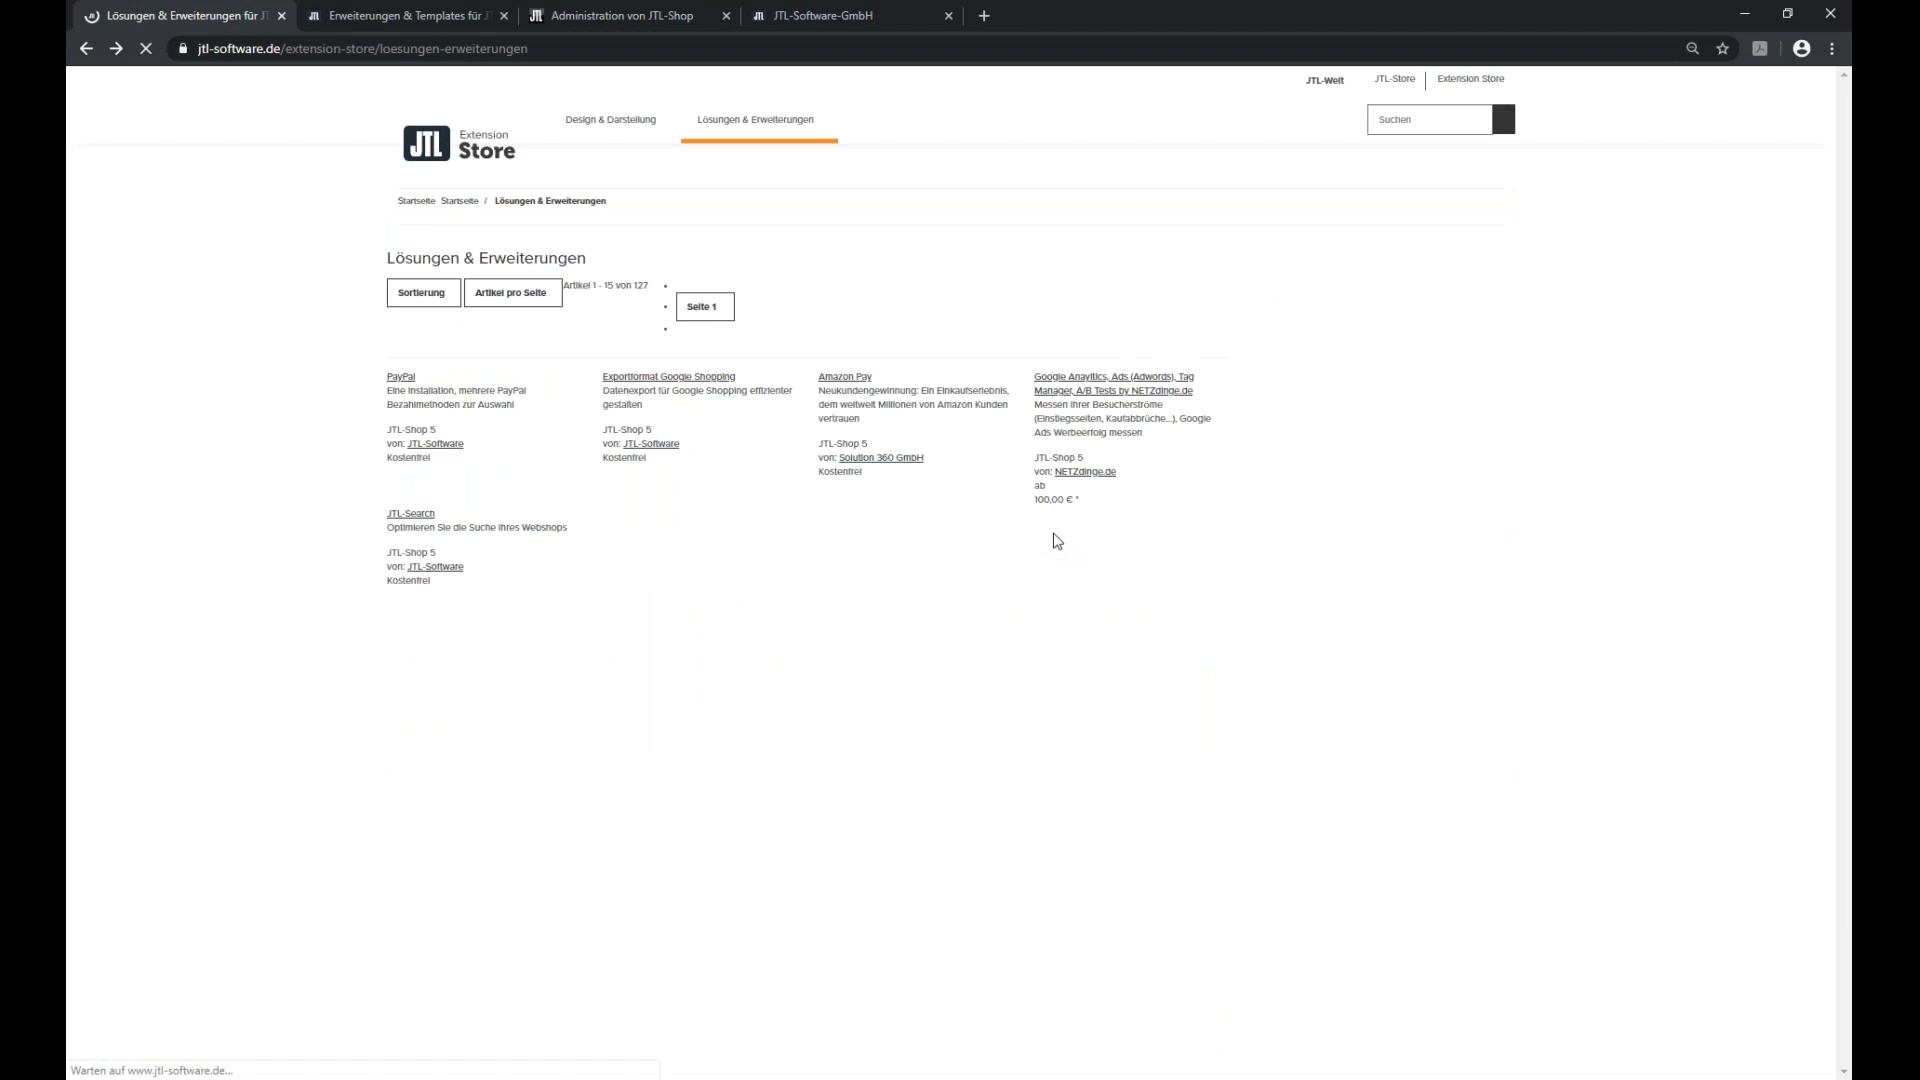 Lösungen & Erweiterungen für J
Erweiterungen & Templates für J
Administration von JTL-Shop
JTL-Software-GmbH
jtl-software.de/extension-store/loesungen-erweiterungen
JTL-Welt
JTL-Store
Extension Store
JTL Extension Store
Design & Darstellung
Lösungen & Erweiterungen
Suchen
Startseite Startseite / Lösungen & Erweiterungen
Lösungen & Erweiterungen
Sortierung
Artikel pro Seite
Artikel 1 - 15 von 127
Seite 1
PayPal
Eine Installation, mehrere PayPal
Bezahlmethoden zur Auswahl
JTL-Shop 5
von: JTL-Software
Kostenfrei
Exportformat Google Shopping
Datenexport für Google Shopping effizienter
gestalten
JTL-Shop 5
von: JTL-Software
Kostenfrei
Amazon Pay
Neukundengewinnung: Ein Einkaufserlebnis,
dem weltweit Millionen von Amazon Kunden
vertrauen
JTL-Shop 5
von: Solution 360 GmbH
Kostenfrei
Google Anayltics, Ads (Adwords), Tag
Manager, A/B Tests by NETZdinge.de
Messen Ihrer Besucherströme
(Einstiegsseiten, Kaufabbrüche...), Google
Ads Werbeerfolg messen
JTL-Shop 5
von: NETZdinge.de
ab
100,00 € *
JTL-Search
Optimieren Sie die Suche Ihres Webshops
JTL-Shop 5
von: JTL-Software
Kostenfrei
Warten auf www.jtl-software.de...